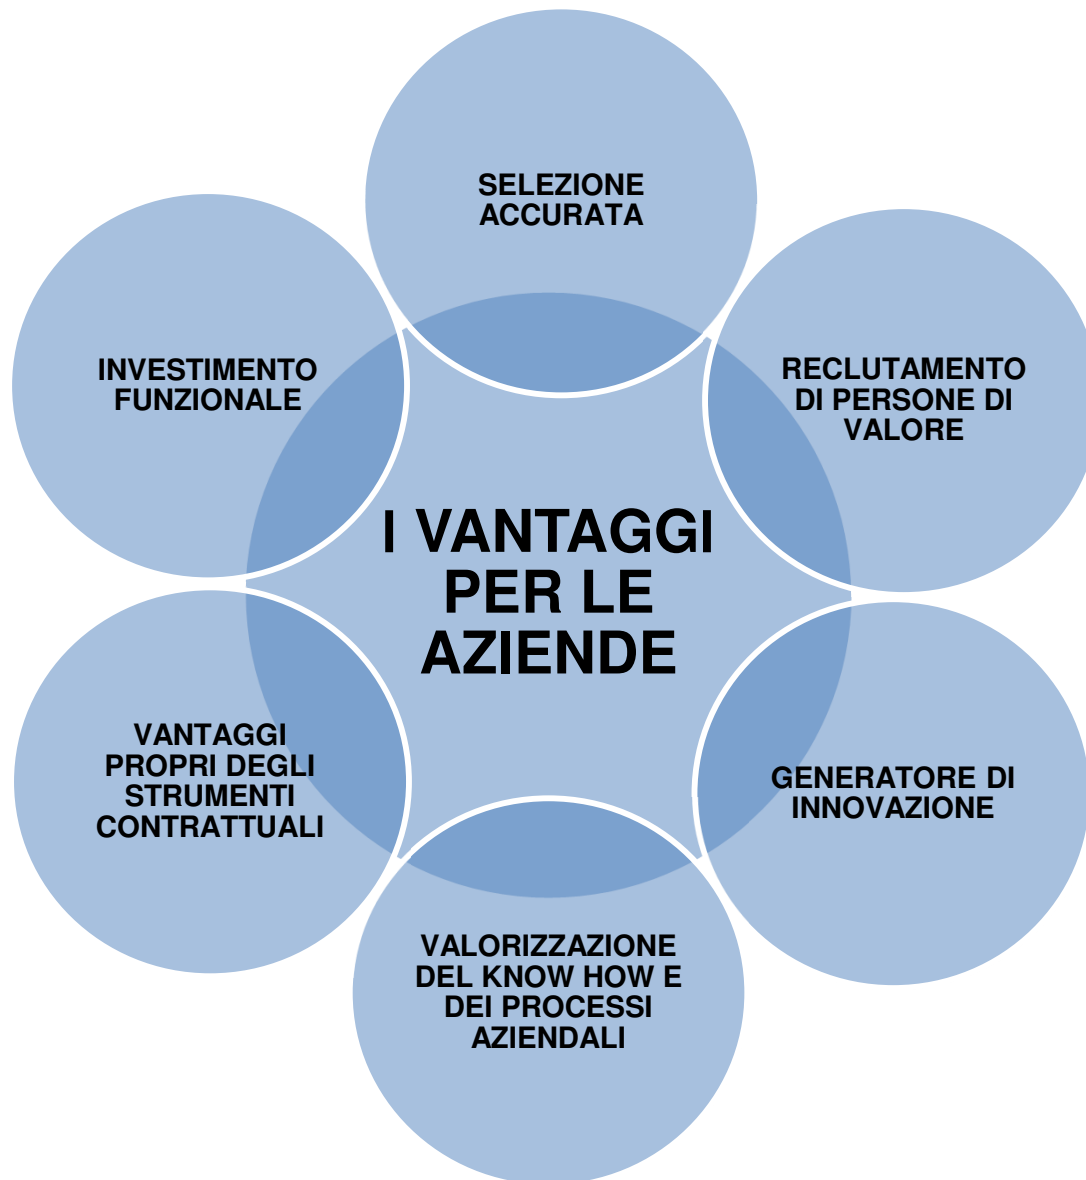 SELEZIONE
ACCURATA
INVESTIMENTO
FUNZIONALE
RECLUTAMENTO
DI PERSONE DI
VALORE
I VANTAGGI
PER LE
AZIENDE
VANTAGGI
PROPRI DEGLI
STRUMENTI
CONTRATTUALI
GENERATORE DI
INNOVAZIONE
VALORIZZAZIONE
DEL KNOW HOW E
DEI PROCESSI
AZIENDALI